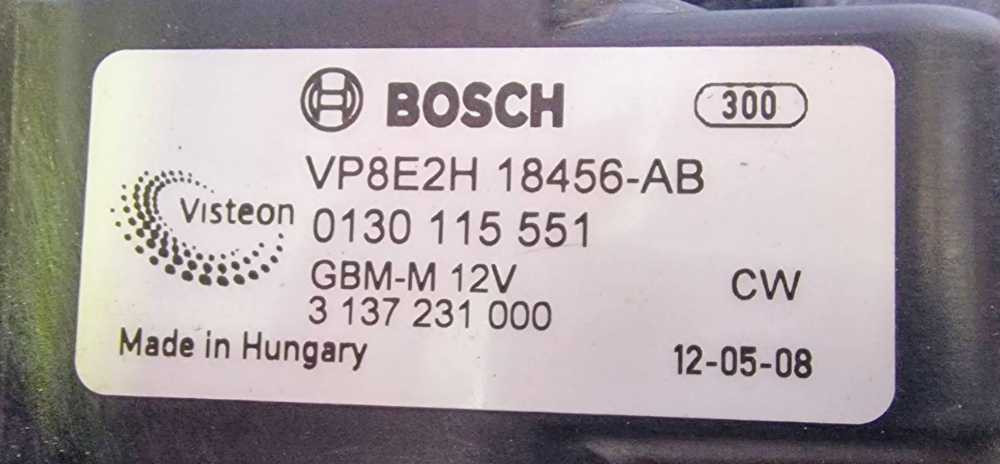 BOSCH 300
VP8E2H 18456-AB
Visteon
0130 115 551
GBM-M 12V CW
3 137 231 000
Made in Hungary 12-05-08